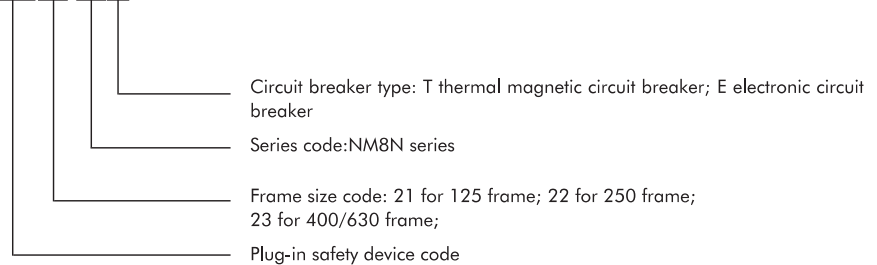 Circuit breaker type: T thermal magnetic circuit breaker; E electronic circuit
breaker
Series code:NM8N series
Frame size code: 21 for 125 frame; 22 for 250 frame;
23 for 400/630 frame;
Plug-in safety device code